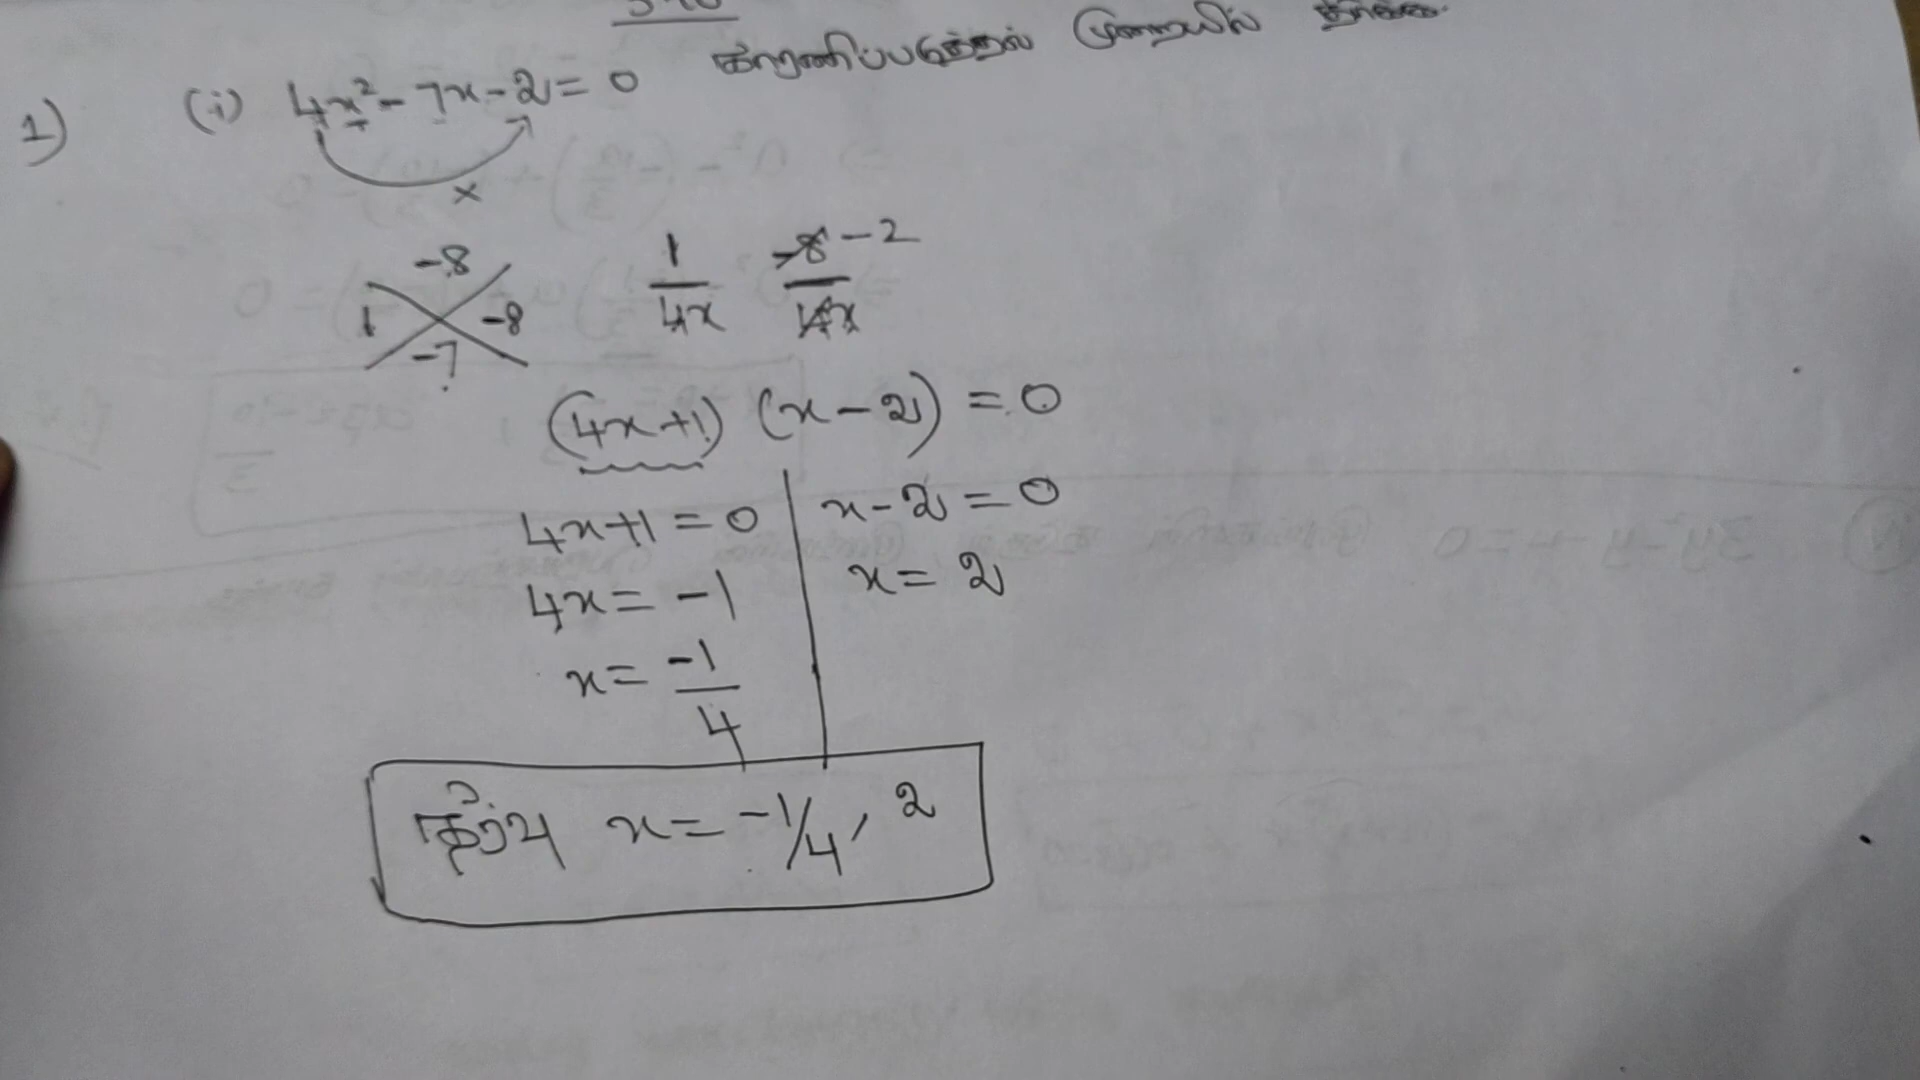 காரணிப்படுத்தல் முறையில் தீர்க்க.
1) (i) 4x² - 7x - 2 = 0
x
-8
1 -8
-7
1/4x -8/4x -2
(4x+1) (x-2) = 0
4x+1 = 0 x-2 = 0
4x = -1 x = 2
x = -1/4
தீர்வு x = -1/4, 2